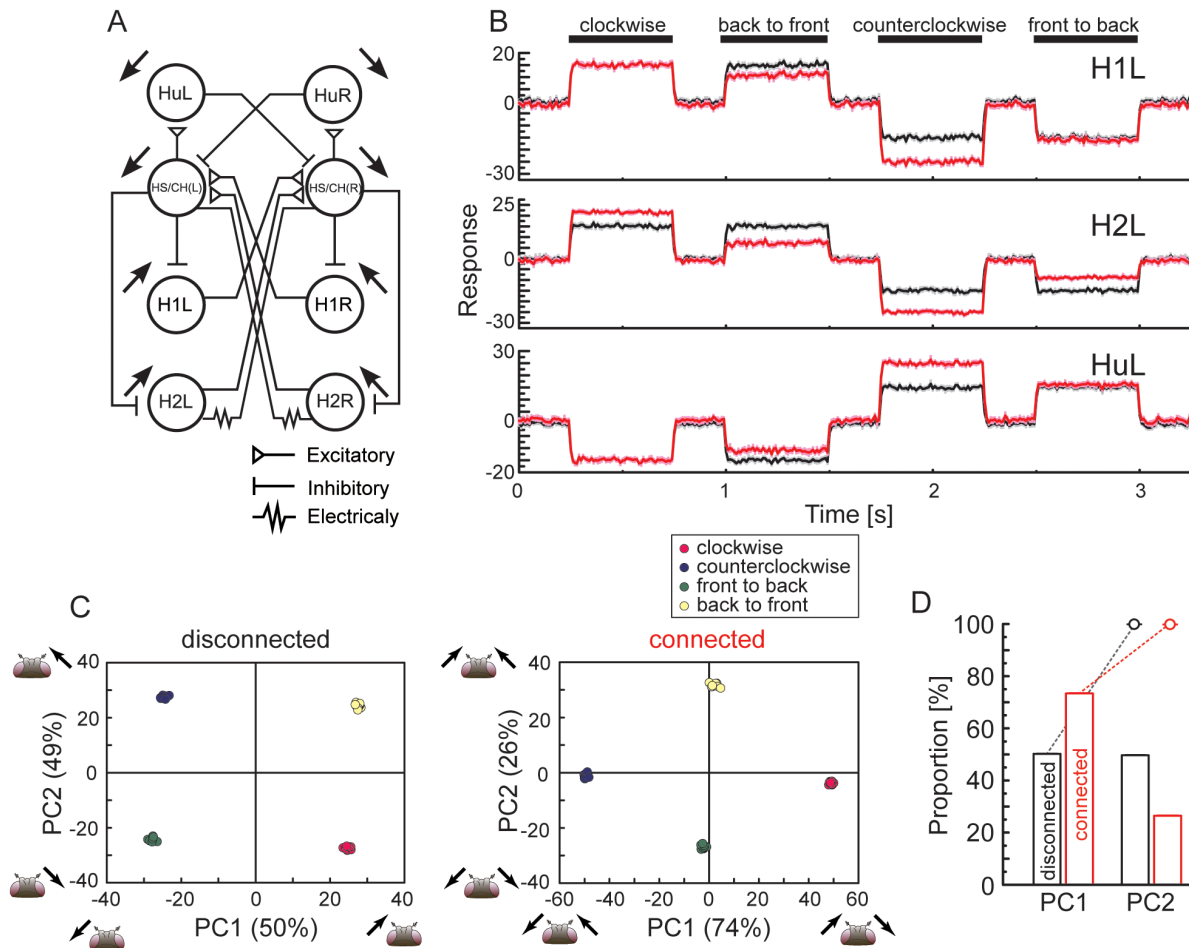 A
HuL
HuR
HS/CH(L)
HS/CH(R)
H1L
H1R
H2L
H2R
Excitatory
Inhibitory
Electricaly
B
clockwise
back to front
counterclockwise
front to back
20
0
-30
H1L
25
0
-30
H2L
30
0
-20
HuL
Response
0
1
2
3
Time [s]
clockwise
counterclockwise
front to back
back to front
C
disconnected
40
20
0
-20
-40
PC2 (49%)
-40
-20
0
20
40
PC1 (50%)
connected
40
20
0
-20
-40
PC2 (26%)
-60
-40
-20
0
20
40
60
PC1 (74%)
D
100
80
60
40
20
0
Proportion [%]
disconnected
connected
PC1
PC2